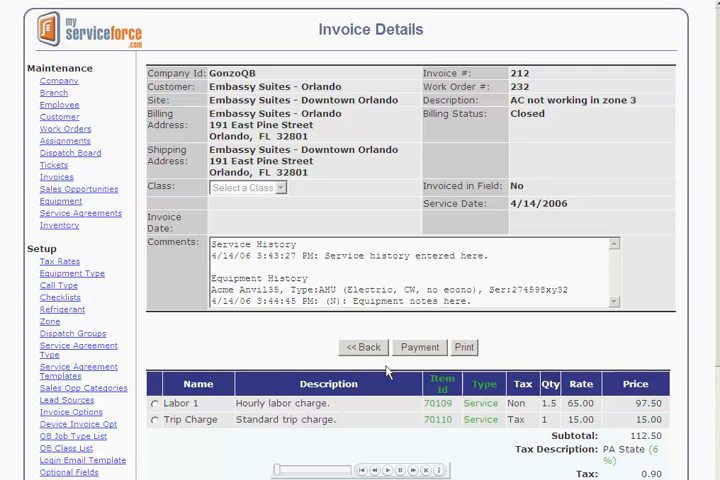 my
serviceforce
.com
Invoice Details
Maintenance
Company
Branch
Employee
Customer
Work Orders
Assignments
Dispatch Board
Tickets
Invoices
Sales Opportunities
Equipment
Service Agreements
Inventory
Setup
Tax Rates
Equipment Type
Call Type
Checklists
Refrigerant
Zone
Dispatch Groups
Service Agreement
Type
Service Agreement
Templates
Sales Opp Categories
Lead Sources
Invoice Options
Device Invoice Opt
QB Job Type List
QB Class List
Login Email Template
Optional Fields
Company Id: GonzoQB Invoice #: 212
Customer: Embassy Suites - Orlando Work Order #: 232
Site: Embassy Suites - Downtown Orlando Description: AC not working in zone 3
Billing Address: Embassy Suites - Orlando Billing Status: Closed
191 East Pine Street
Orlando, FL 32801
Shipping Address: Embassy Suites - Downtown Orlando
191 East Pine Street
Orlando, FL 32801
Class: Select a Class Invoiced in Field: No
Service Date: 4/14/2006
Invoice
Date:
Comments: Service History
4/14/06 3:43:27 PM: Service history entered here.
Equipment History
Acme Anvil35, Type:AHU (Electric, CW, no econo), Ser:274598xy32
4/14/06 3:44:45 PM: (N): Equipment notes here.
<< Back Payment Print
Name Description Item Id Type Tax Qty Rate Price
Labor 1 Hourly labor charge. 70109 Service Non 1.5 65.00 97.50
Trip Charge Standard trip charge. 70110 Service Tax 1 15.00 15.00
Subtotal: 112.50
Tax Description: PA State (6
%)
Tax: 0.90